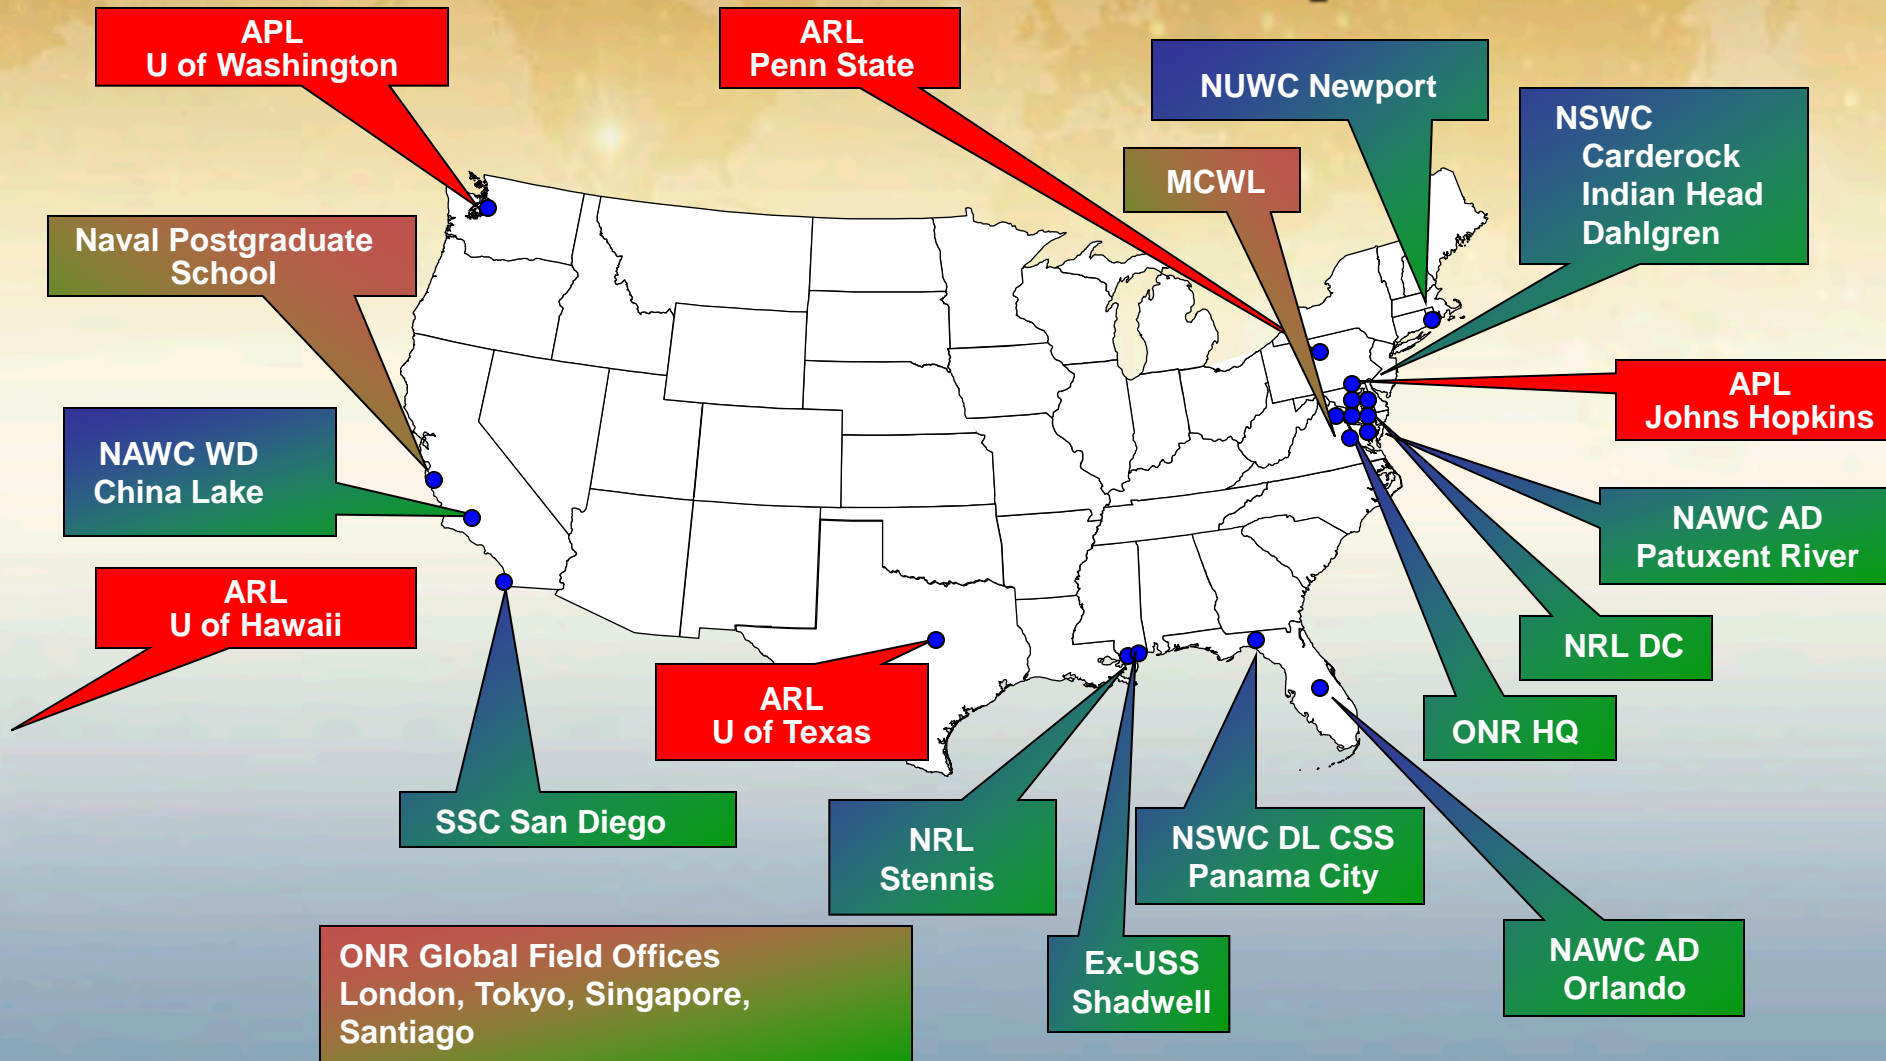 APL
U of Washington
ARL
Penn State
NUWC Newport
NSWC
Carderock
Indian Head
Dahlgren
MCWL
Naval Postgraduate
School
APL
Johns Hopkins
NAWC WD
China Lake
NAWC AD
Patuxent River
ARL
U of Hawaii
NRL DC
ARL
U of Texas
ONR HQ
SSC San Diego
NRL
Stennis
NSWC DL CSS
Panama City
Ex-USS
Shadwell
NAWC AD
Orlando
ONR Global Field Offices
London, Tokyo, Singapore,
Santiago